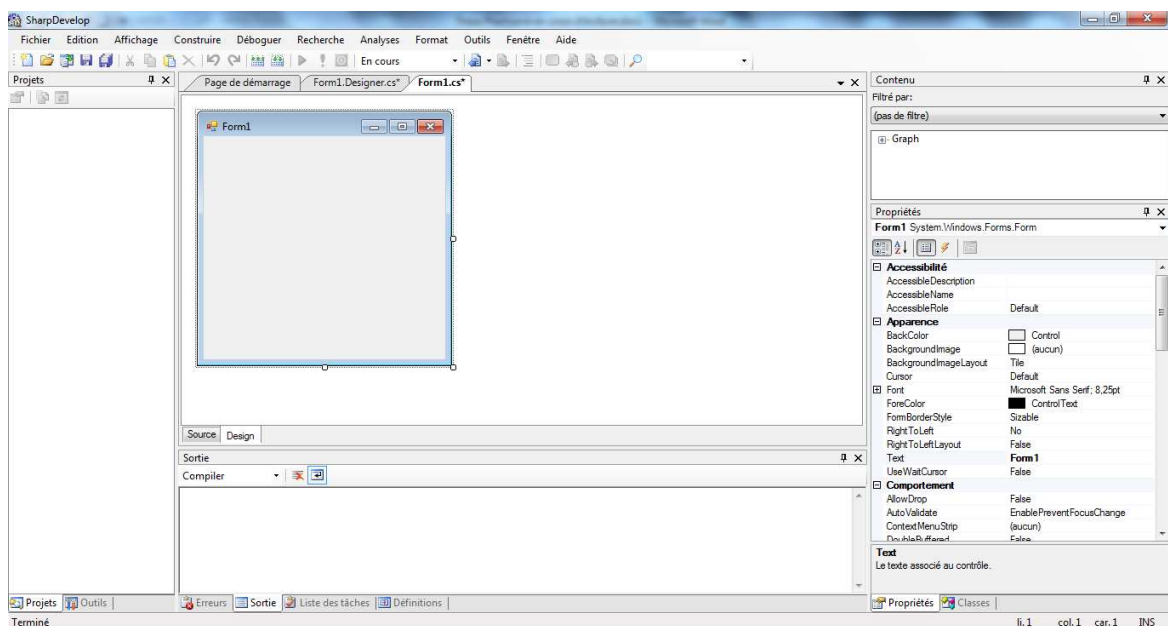 SharpDevelop
Fichier Edition Affichage Construire Déboguer Recherche Analyses Format Outils Fenêtre Aide
En cours
Projets
Page de démarrage Form1.Designer.cs* Form1.cs*
Form1
Source Design
Sortie
Compiler
Projets Outils
Erreurs Sortie Liste des tâches Définitions
Contenu
Filtré par:
(pas de filtre)
Graph
Propriétés
Form1 System.Windows.Forms.Form
Accessibilité
AccessibleDescription
AccessibleName
AccessibleRole Default
Apparence
BackColor Control
BackgroundImage (aucun)
BackgroundImageLayout Tile
Cursor Default
Font Microsoft Sans Serif; 8,25pt
ForeColor ControlText
FormBorderStyle Sizable
RightToLeft No
RightToLeftLayout False
Text Form1
UseWaitCursor False
Comportement
AllowDrop False
AutoValidate EnablePreventFocusChange
ContextMenuStrip (aucun)
DoubleBuffered False
Text
Le texte associé au contrôle.
Propriétés Classes
Terminé li. 1 col. 1 car. 1 INS